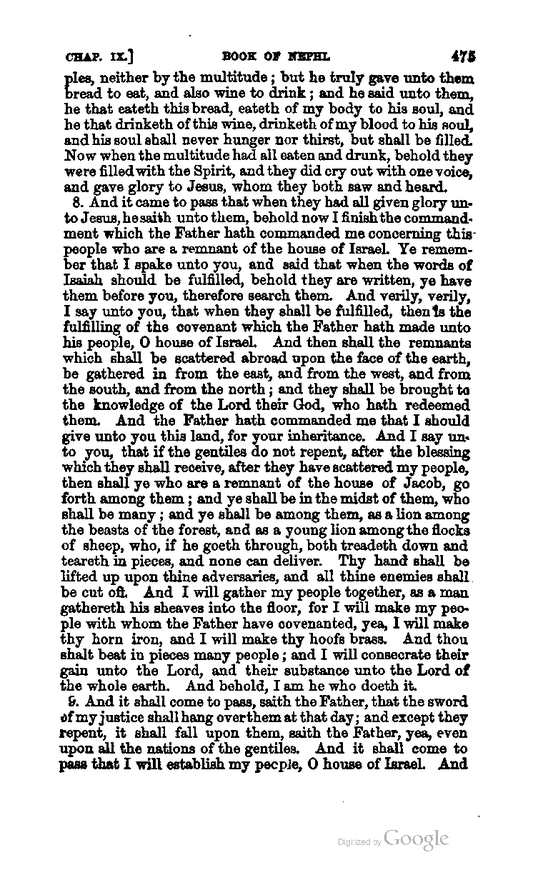 CHAP. IX.] BOOK OF NEPHI. 475
ples, neither by the multitude; but he truly gave unto them
bread to eat, and also wine to drink; and he said unto them,
he that eateth this bread, eateth of my body to his soul, and
he that drinketh of this wine, drinketh of my blood to his soul,
and his soul shall never hunger nor thirst, but shall be filled.
Now when the multitude had all eaten and drunk, behold they
were filled with the Spirit, and they did cry out with one voice,
and gave glory to Jesus, whom they both saw and heard.
8. And it came to pass that when they had all given glory un-
to Jesus, he saith unto them, behold now I finish the command-
ment which the Father hath commanded me concerning this
people who are a remnant of the house of Israel. Ye remem-
ber that I spake unto you, and said that when the words of
Isaiah should be fulfilled, behold they are written, ye have
them before you, therefore search them. And verily, verily,
I say unto you, that when they shall be fulfilled, then is the
fulfilling of the covenant which the Father hath made unto
his people, O house of Israel. And then shall the remnants
which shall be scattered abroad upon the face of the earth,
be gathered in from the east, and from the west, and from
the south, and from the north; and they shall be brought to
the knowledge of the Lord their God, who hath redeemed
them. And the Father hath commanded me that I should
give unto you this land, for your inheritance. And I say un-
to you, that if the gentiles do not repent, after the blessing
which they shall receive, after they have scattered my people,
then shall ye who are a remnant of the house of Jacob, go
forth among them; and ye shall be in the midst of them, who
shall be many; and ye shall be among them, as a lion among
the beasts of the forest, and as a young lion among the flocks
of sheep, who, if he goeth through, both treadeth down and
teareth in pieces, and none can deliver. Thy hand shall be
lifted up upon thine adversaries, and all thine enemies shall
be cut off. And I will gather my people together, as a man
gathereth his sheaves into the floor, for I will make my peo-
ple with whom the Father have covenanted, yea, I will make
thy horn iron, and I will make thy hoofs brass. And thou
shalt beat in pieces many people; and I will consecrate their
gain unto the Lord, and their substance unto the Lord of
the whole earth. And behold, I am he who doeth it.
9. And it shall come to pass, saith the Father, that the sword
of my justice shall hang over them at that day; and except they
repent, it shall fall upon them, saith the Father, yea, even
upon all the nations of the gentiles. And it shall come to
pass that I will establish my people, O house of Israel. And
Digitized by Google